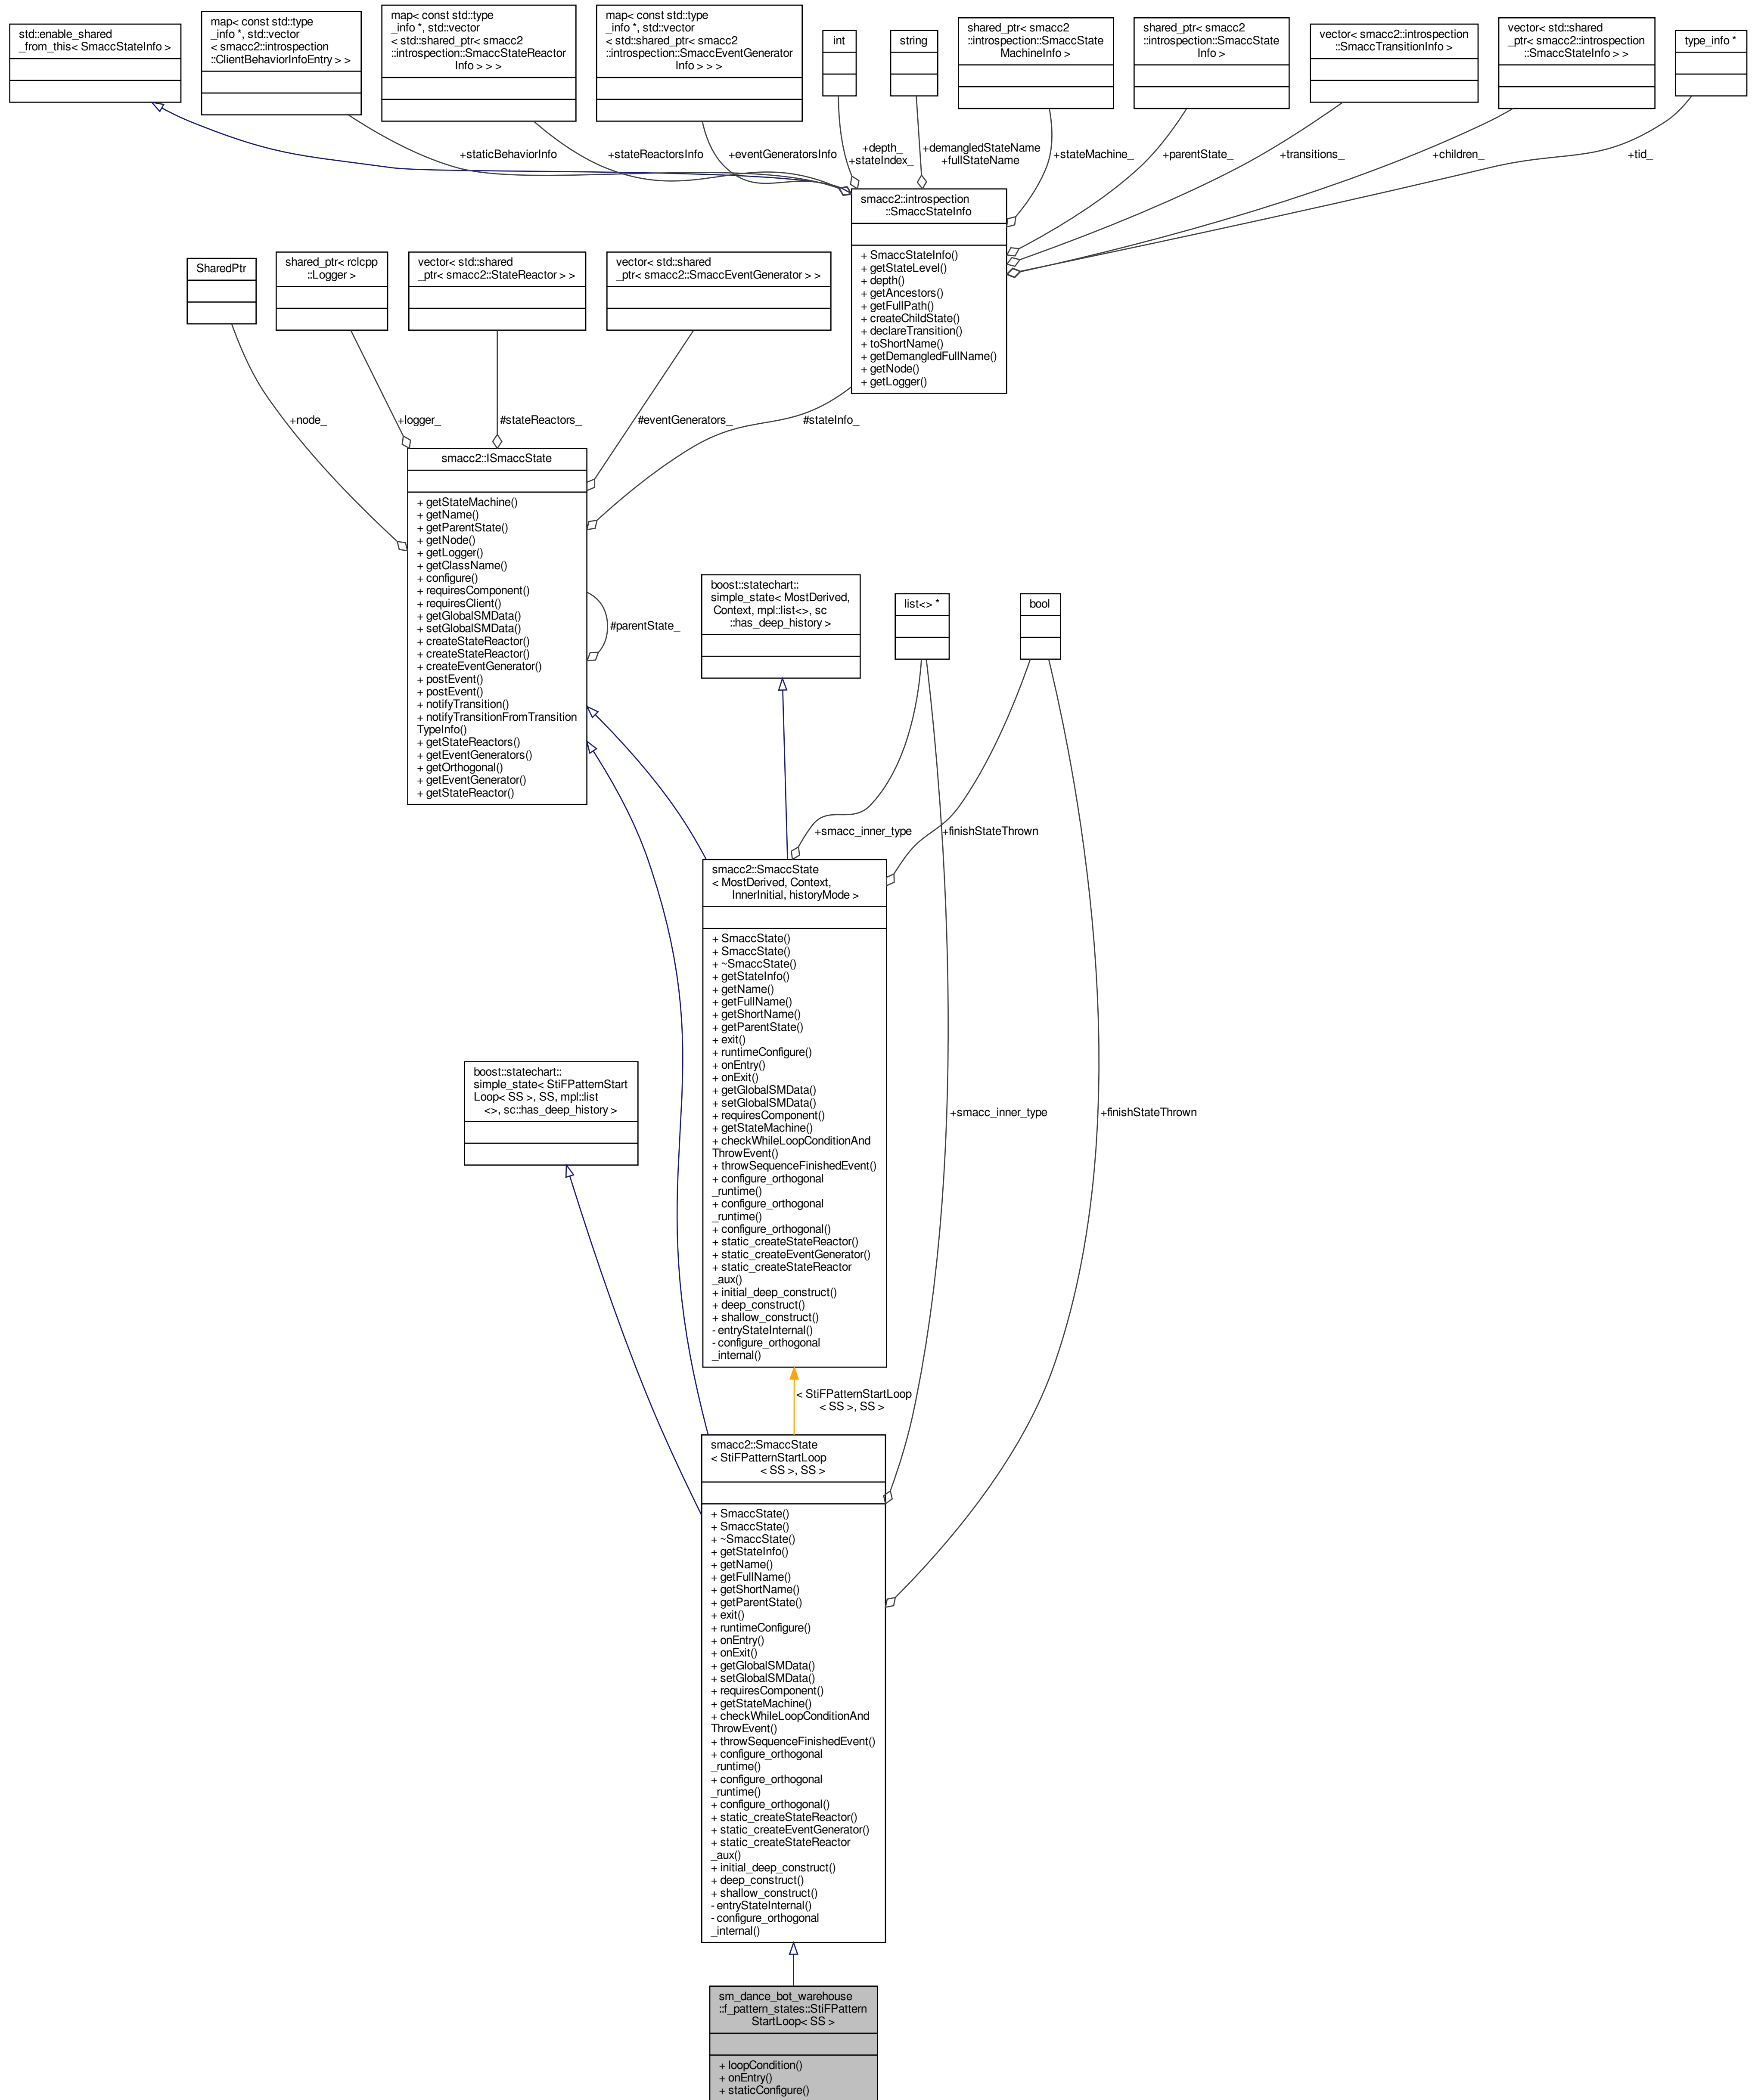 std::enable_shared
_from_this< SmaccStateInfo >
map< const std::type
_info *, std::vector
< smacc2::introspection
::ClientBehaviorInfoEntry > >
map< const std::type
_info *, std::vector
< std::shared_ptr< smacc2
::introspection::SmaccStateReactor
Info > > >
map< const std::type
_info *, std::vector
< std::shared_ptr< smacc2
::introspection::SmaccEventGenerator
Info > > >
int
string
shared_ptr< smacc2
::introspection::SmaccState
MachineInfo >
shared_ptr< smacc2
::introspection::SmaccState
Info >
vector< smacc2::introspection
::SmaccTransitionInfo >
vector< std::shared
_ptr< smacc2::introspection
::SmaccStateInfo > >
type_info *
+staticBehaviorInfo
+stateReactorsInfo
+eventGeneratorsInfo
+depth_
+stateIndex_
+demangledStateName
+fullStateName
+stateMachine_
+parentState_
+transitions_
+children_
+tid_
smacc2::introspection
::SmaccStateInfo
+ SmaccStateInfo()
+ getStateLevel()
+ depth()
+ getAncestors()
+ getFullPath()
+ createChildState()
+ declareTransition()
+ toShortName()
+ getDemangledFullName()
+ getNode()
+ getLogger()
SharedPtr
shared_ptr< rclcpp
::Logger >
vector< std::shared
_ptr< smacc2::StateReactor > >
vector< std::shared
_ptr< smacc2::SmaccEventGenerator > >
+node_
+logger_
#stateReactors_
#eventGenerators_
#stateInfo_
smacc2::ISmaccState
+ getStateMachine()
+ getName()
+ getParentState()
+ getNode()
+ getLogger()
+ getClassName()
+ configure()
+ requiresComponent()
+ requiresClient()
+ getGlobalSMData()
+ setGlobalSMData()
+ createStateReactor()
+ createStateReactor()
+ createEventGenerator()
+ postEvent()
+ postEvent()
+ notifyTransition()
+ notifyTransitionFromTransition
TypeInfo()
+ getStateReactors()
+ getEventGenerators()
+ getOrthogonal()
+ getEventGenerator()
+ getStateReactor()
#parentState_
boost::statechart::
simple_state< MostDerived,
Context, mpl::list<>, sc
::has_deep_history >
list<> *
bool
+smacc_inner_type
+finishStateThrown
smacc2::SmaccState
< MostDerived, Context,
InnerInitial, historyMode >
+ SmaccState()
+ SmaccState()
+ ~SmaccState()
+ getStateInfo()
+ getName()
+ getFullName()
+ getShortName()
+ getParentState()
+ exit()
+ runtimeConfigure()
+ onEntry()
+ onExit()
+ getGlobalSMData()
+ setGlobalSMData()
+ requiresComponent()
+ getStateMachine()
+ checkWhileLoopConditionAnd
ThrowEvent()
+ throwSequenceFinishedEvent()
+ configure_orthogonal
_runtime()
+ configure_orthogonal
_runtime()
+ configure_orthogonal()
+ static_createStateReactor()
+ static_createEventGenerator()
+ static_createStateReactor
_aux()
+ initial_deep_construct()
+ deep_construct()
+ shallow_construct()
- entryStateInternal()
- configure_orthogonal
_internal()
boost::statechart::
simple_state< StiFPatternStart
Loop< SS >, SS, mpl::list
<>, sc::has_deep_history >
+smacc_inner_type
+finishStateThrown
< StiFPatternStartLoop
< SS >, SS >
smacc2::SmaccState
< StiFPatternStartLoop
< SS >, SS >
+ SmaccState()
+ SmaccState()
+ ~SmaccState()
+ getStateInfo()
+ getName()
+ getFullName()
+ getShortName()
+ getParentState()
+ exit()
+ runtimeConfigure()
+ onEntry()
+ onExit()
+ getGlobalSMData()
+ setGlobalSMData()
+ requiresComponent()
+ getStateMachine()
+ checkWhileLoopConditionAnd
ThrowEvent()
+ throwSequenceFinishedEvent()
+ configure_orthogonal
_runtime()
+ configure_orthogonal
_runtime()
+ configure_orthogonal()
+ static_createStateReactor()
+ static_createEventGenerator()
+ static_createStateReactor
_aux()
+ initial_deep_construct()
+ deep_construct()
+ shallow_construct()
- entryStateInternal()
- configure_orthogonal
_internal()
sm_dance_bot_warehouse
::f_pattern_states::StiFPattern
StartLoop< SS >
+ loopCondition()
+ onEntry()
+ staticConfigure()